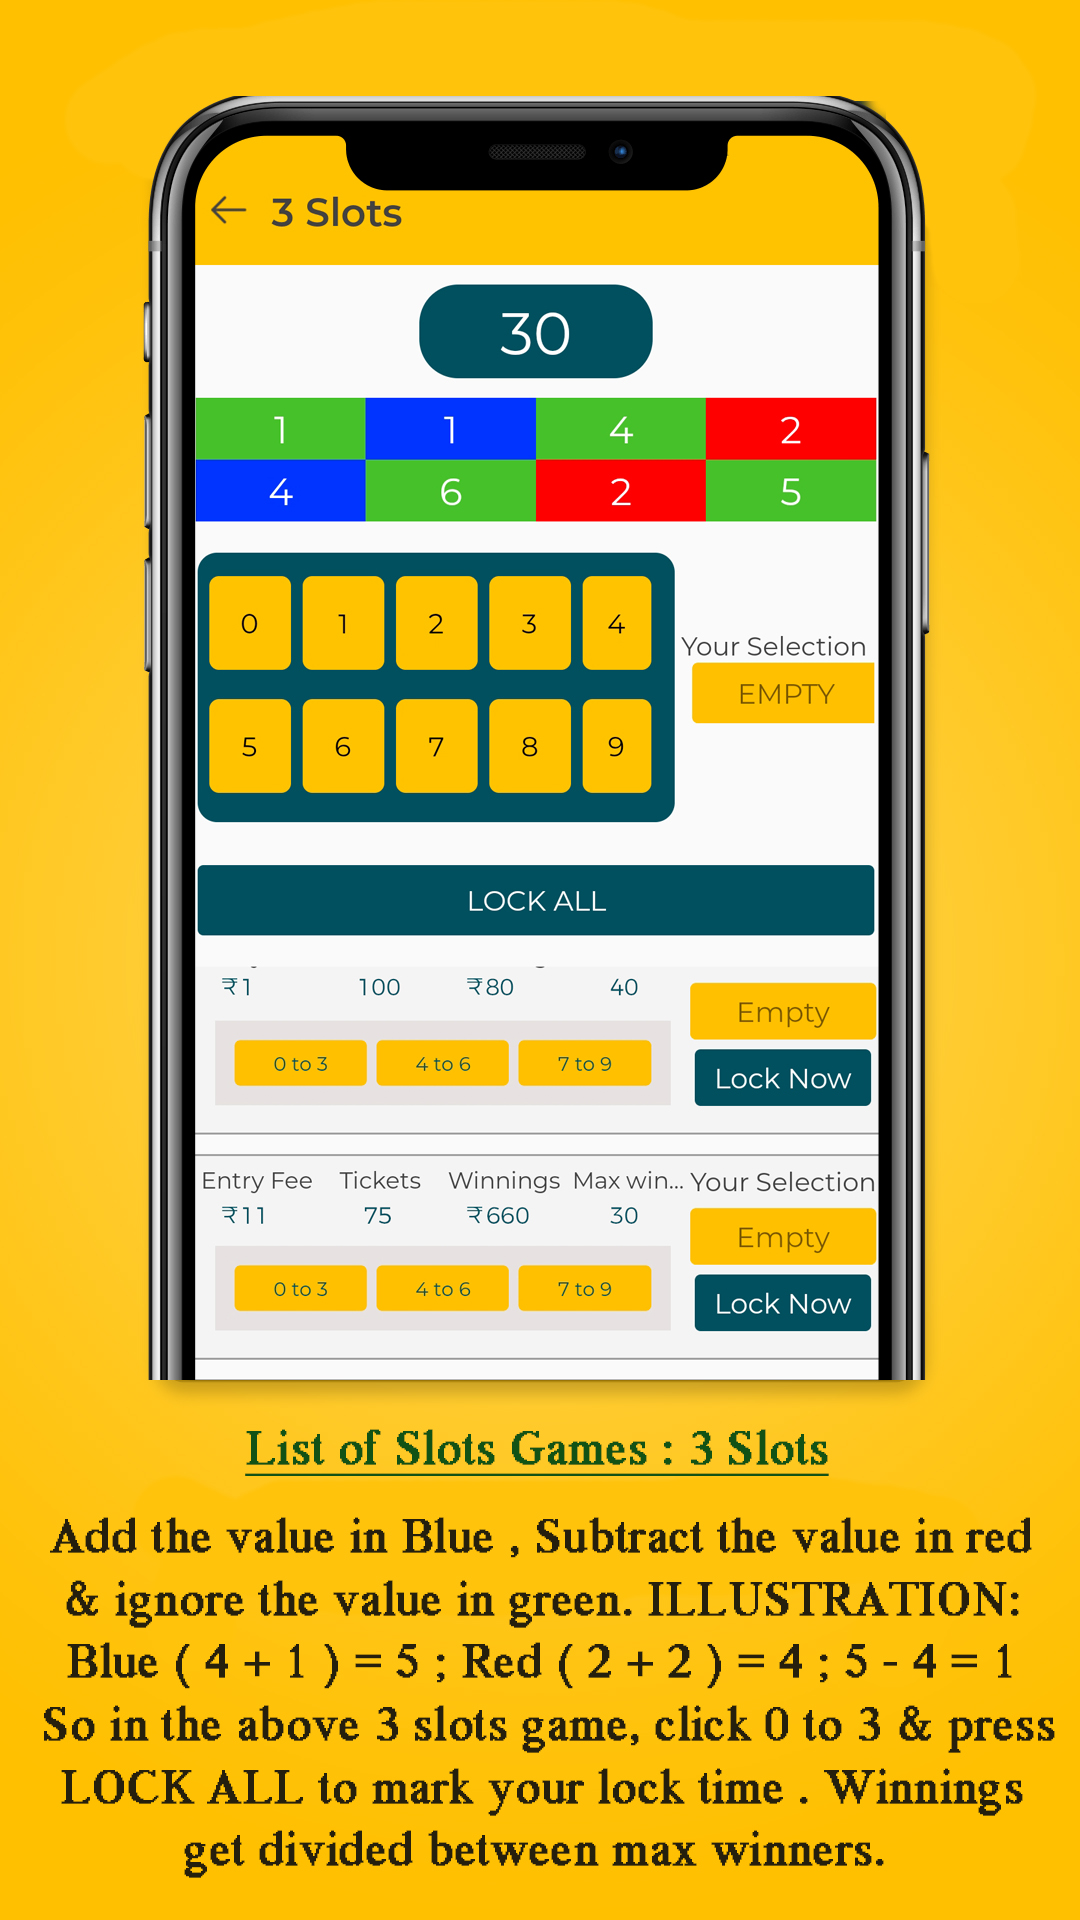 3 Slots
30
1 1 4 2
4 6 2 5
0 1 2 3 4
Your Selection
EMPTY
5 6 7 8 9
LOCK ALL
₹1 100 ₹80 40
Empty
0 to 3 4 to 6 7 to 9
Lock Now
Entry Fee Tickets Winnings Max win... Your Selection
₹11 75 ₹660 30
Empty
0 to 3 4 to 6 7 to 9
Lock Now
List of Slots Games : 3 Slots
Add the value in Blue , Subtract the value in red
& ignore the value in green. ILLUSTRATION:
Blue ( 4 + 1 ) = 5 ; Red ( 2 + 2 ) = 4 ; 5 - 4 = 1
So in the above 3 slots game, click 0 to 3 & press
LOCK ALL to mark your lock time . Winnings
get divided between max winners.